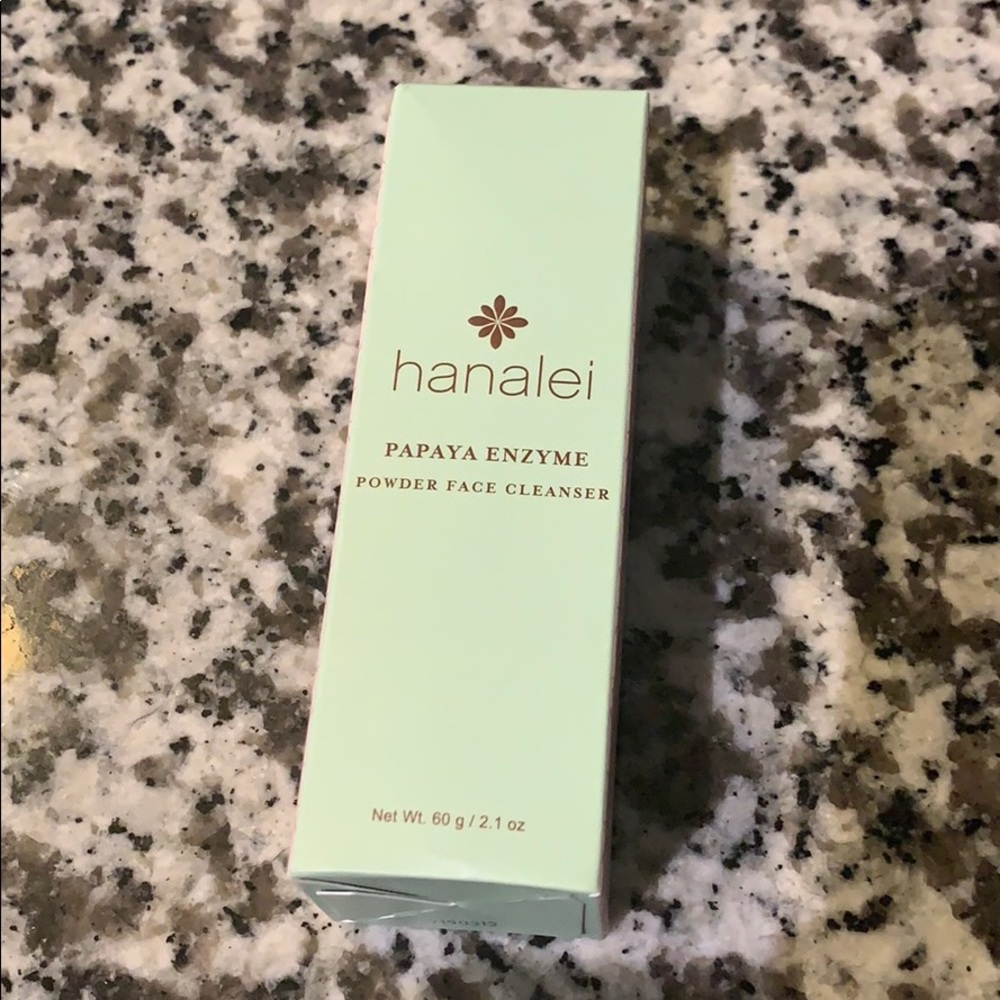 hanalei
PAPAYA ENZYME
POWDER FACE CLEANSER
Net Wt. 60 g / 2.1 oz